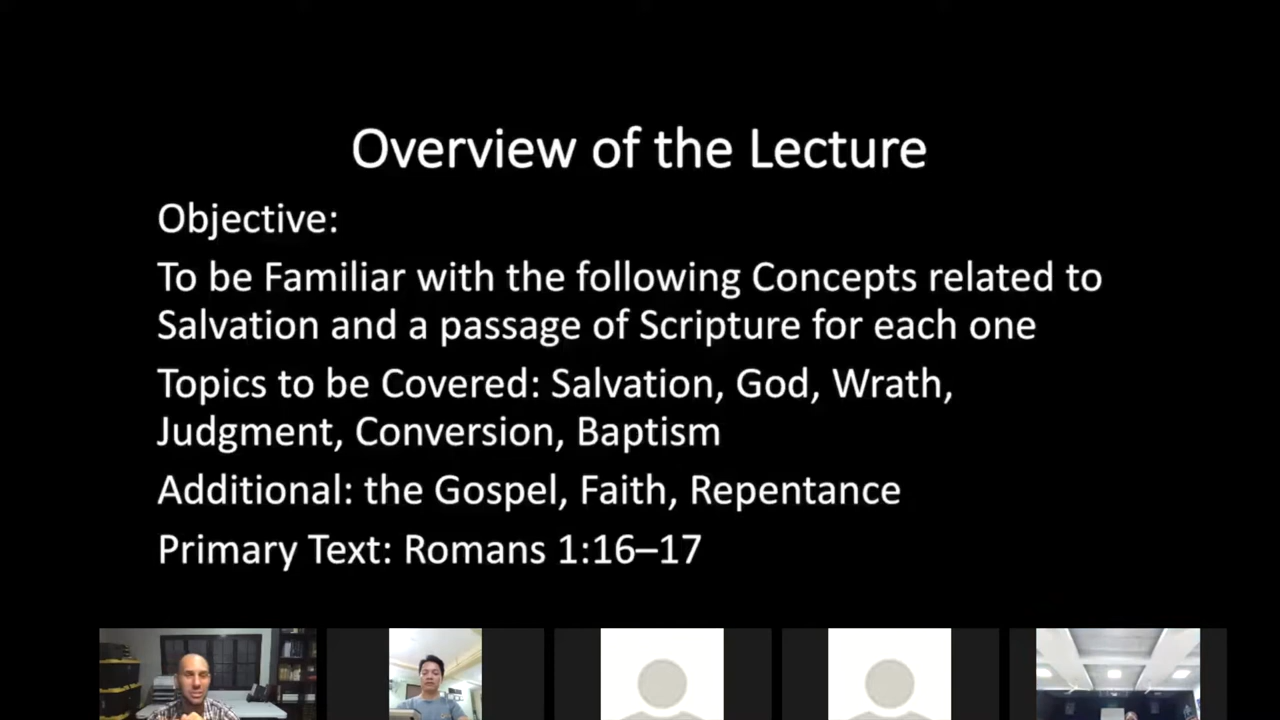 Overview of the Lecture
Objective:
To be Familiar with the following Concepts related to
Salvation and a passage of Scripture for each one
Topics to be Covered: Salvation, God, Wrath,
Judgment, Conversion, Baptism
Additional: the Gospel, Faith, Repentance
Primary Text: Romans 1:16–17